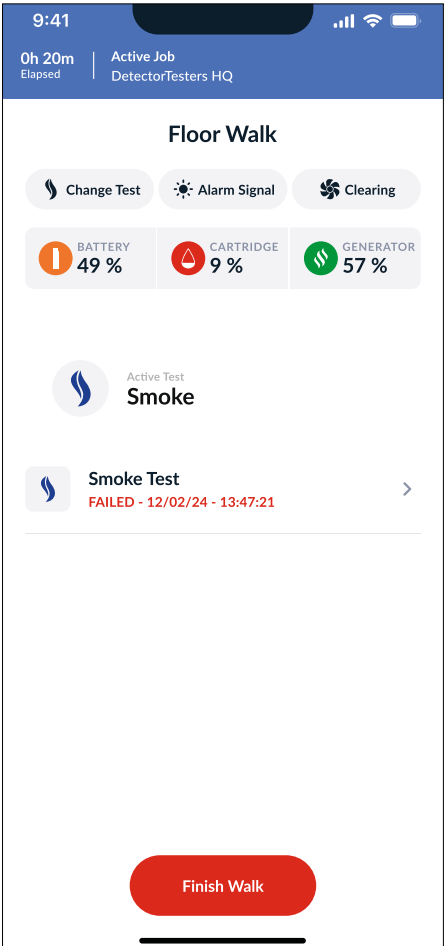 9:41
0h 20m
Elapsed
Active Job
DetectorTesters HQ
Floor Walk
Change Test
Alarm Signal
Clearing
BATTERY
49 %
CARTRIDGE
9 %
GENERATOR
57 %
Active Test
Smoke
Smoke Test
FAILED - 12/02/24 - 13:47:21
Finish Walk